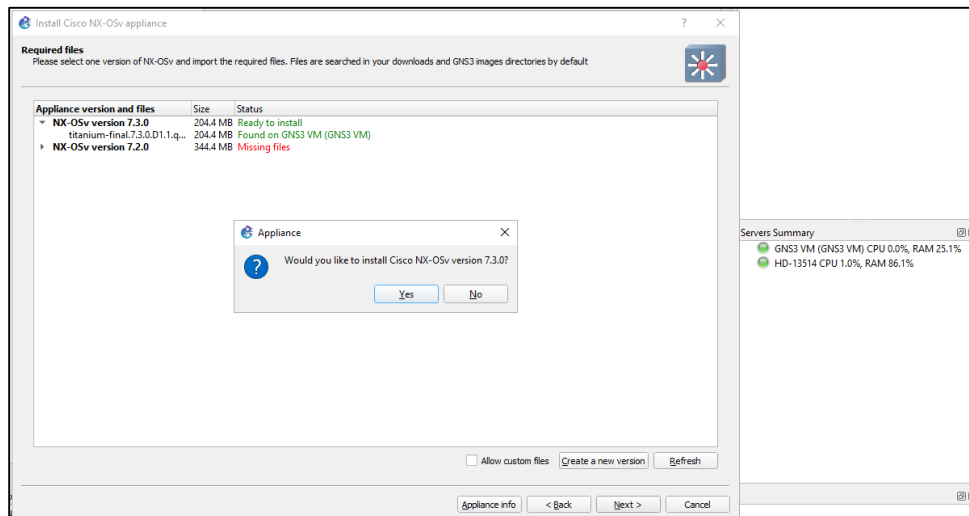 Install Cisco NX-OSv appliance
Required files
Please select one version of NX-OSv and import the required files. Files are searched in your downloads and GNS3 images directories by default
Appliance version and files Size Status
NX-OSv version 7.3.0 204.4 MB Ready to install
titanium-final.7.3.0.D1.1.q... 204.4 MB Found on GNS3 VM (GNS3 VM)
NX-OSv version 7.2.0 344.4 MB Missing files
Appliance
Would you like to install Cisco NX-OSv version 7.3.0?
Yes No
Servers Summary
GNS3 VM (GNS3 VM) CPU 0.0%, RAM 25.1%
HD-13514 CPU 1.0%, RAM 86.1%
Allow custom files Create a new version Refresh
Appliance info < Back Next > Cancel